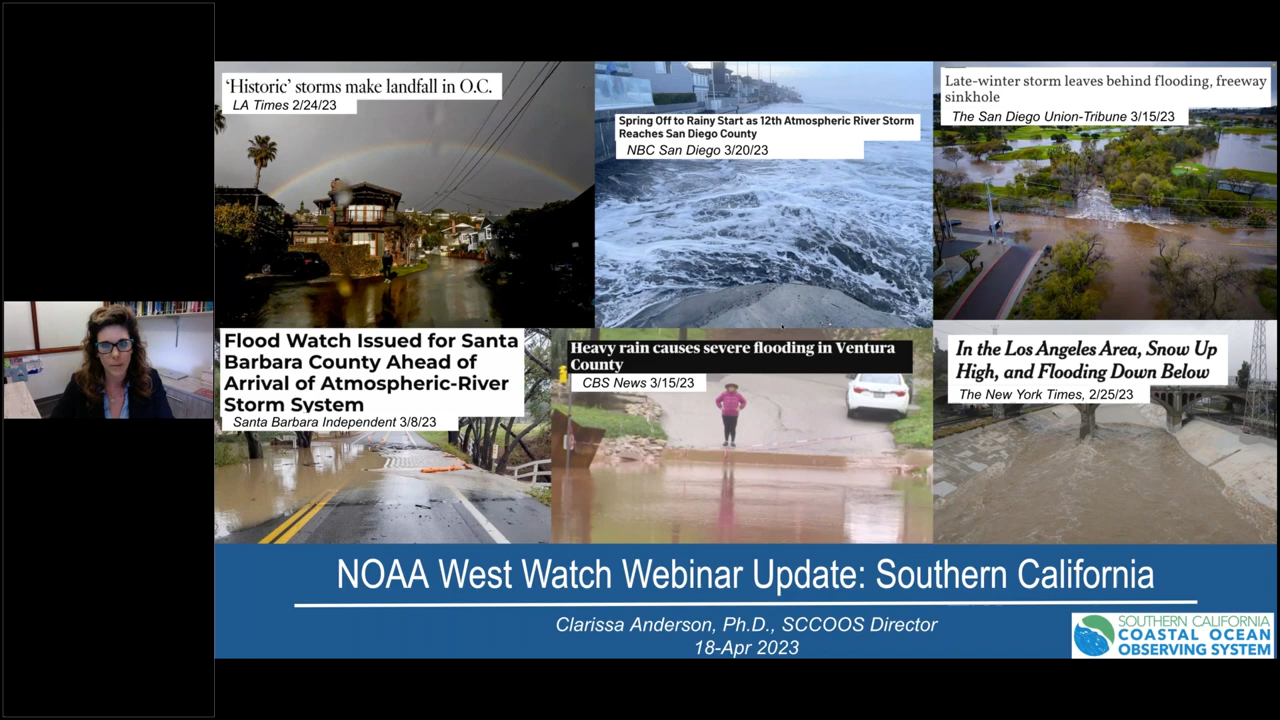 ‘Historic’ storms make landfall in O.C.
LA Times 2/24/23
Spring Off to Rainy Start as 12th Atmospheric River Storm
Reaches San Diego County
NBC San Diego 3/20/23
Late-winter storm leaves behind flooding, freeway
sinkhole
The San Diego Union-Tribune 3/15/23
Flood Watch Issued for Santa
Barbara County Ahead of
Arrival of Atmospheric-River
Storm System
Santa Barbara Independent 3/8/23
Heavy rain causes severe flooding in Ventura
County
CBS News 3/15/23
In the Los Angeles Area, Snow Up
High, and Flooding Down Below
The New York Times, 2/25/23
NOAA West Watch Webinar Update: Southern California
Clarissa Anderson, Ph.D., SCCOOS Director
18-Apr 2023
SOUTHERN CALIFORNIA
COASTAL OCEAN
OBSERVING SYSTEM